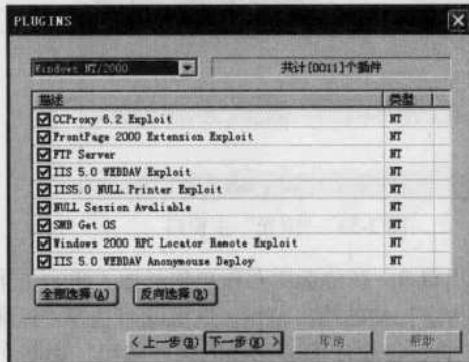 PLUGINS
Windows NT/2000
共计[0011]个插件
描述 类型
CCProxy 6.2 Exploit NT
FrontPage 2000 Extension Exploit NT
FTP Server NT
IIS 5.0 WEBDAV Exploit NT
IIS5.0 NULL Printer Exploit NT
NULL Session Avaliable NT
SMB Get OS NT
Windows 2000 RPC Locator Remote Exploit NT
IIS 5.0 WEBDAV Anonymouse Deploy NT
全部选择(A) 反向选择(R)
<上一步(B) 下一步(N)> 取消 帮助